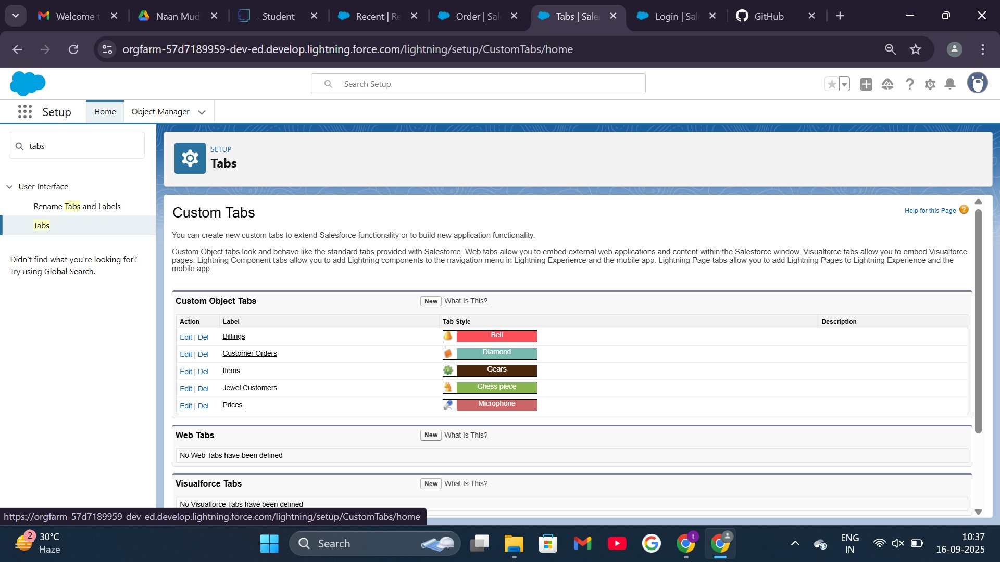 Welcome t
Naan Mud
- Student
Recent | Re
Order | Sal
Tabs | Sale
Login | Sal
GitHub
orgfarm-57d7189959-dev-ed.develop.lightning.force.com/lightning/setup/CustomTabs/home
Search Setup
Setup
Home
Object Manager
tabs
User Interface
Rename Tabs and Labels
Tabs
Didn't find what you're looking for?
Try using Global Search.
SETUP
Tabs
Custom Tabs
Help for this Page
You can create new custom tabs to extend Salesforce functionality or to build new application functionality.
Custom Object tabs look and behave like the standard tabs provided with Salesforce. Web tabs allow you to embed external web applications and content within the Salesforce window. Visualforce tabs allow you to embed Visualforce
pages. Lightning Component tabs allow you to add Lightning components to the navigation menu in Lightning Experience and the mobile app. Lightning Page tabs allow you to add Lightning Pages to Lightning Experience and the
mobile app.
Custom Object Tabs New What Is This?
Action Label Tab Style Description
Edit | Del Billings Bell
Edit | Del Customer Orders Diamond
Edit | Del Items Gears
Edit | Del Jewel Customers Chess piece
Edit | Del Prices Microphone
Web Tabs New What Is This?
No Web Tabs have been defined
Visualforce Tabs New What Is This?
No Visualforce Tabs have been defined
https://orgfarm-57d7189959-dev-ed.develop.lightning.force.com/lightning/setup/CustomTabs/home
2
30°C
Haze
Search
t
ENG
IN
10:37
16-09-2025